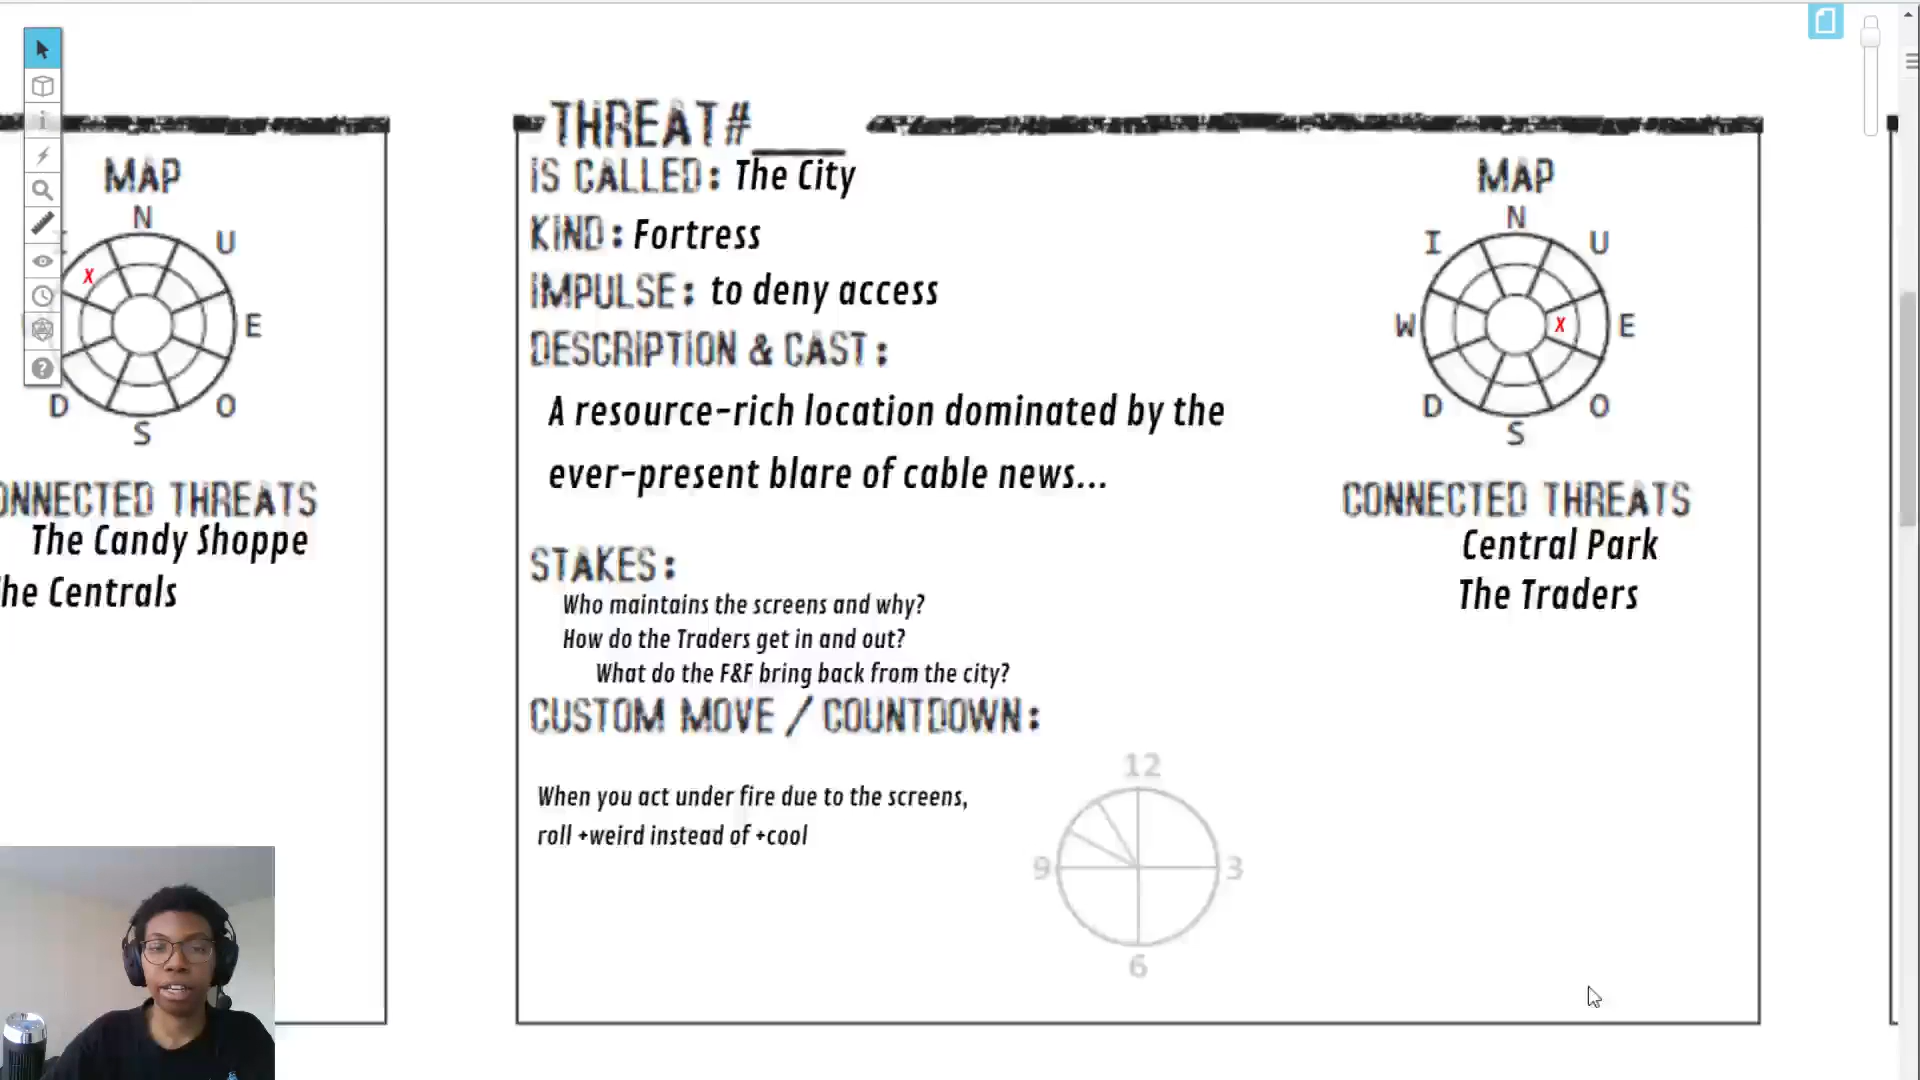 MAP
N
U
E
O
S
D
X
ONNECTED THREATS
The Candy Shoppe
he Centrals
THREAT#____
IS CALLED: The City
KIND: Fortress
IMPULSE: to deny access
DESCRIPTION & CAST:
A resource-rich location dominated by the
ever-present blare of cable news...
STAKES:
Who maintains the screens and why?
How do the Traders get in and out?
What do the F&F bring back from the city?
CUSTOM MOVE / COUNTDOWN:
When you act under fire due to the screens,
roll +weird instead of +cool
12
9
3
6
MAP
N
I
U
W
X
E
D
O
S
CONNECTED THREATS
Central Park
The Traders